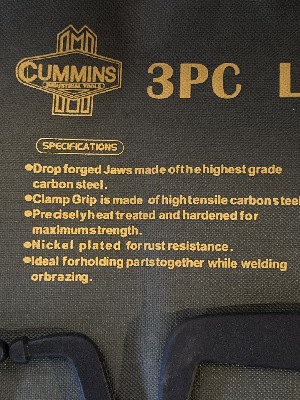 CUMMINS
INDUSTRIAL TOOLS
3PC L
SPECIFICATIONS
•Drop forged Jaws made of the highest grade
carbon steel.
•Clamp Grip is made of high tensile carbon steel
•Precisely heat treated and hardened for
maximum strength.
•Nickel plated for rust resistance.
•Ideal for holding parts together while welding
or brazing.